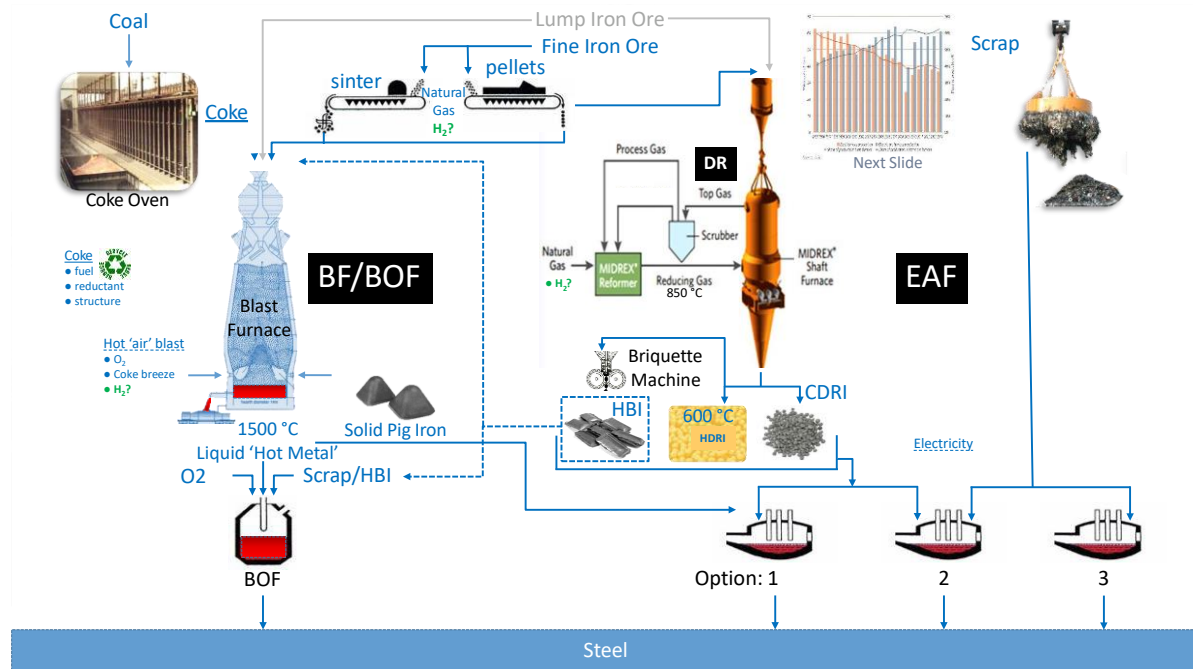 Coal
Lump Iron Ore
Fine Iron Ore
sinter
pellets
Natural
Gas
H₂?
Coke
Coke Oven
Scrap
Next Slide
Process Gas
DR
Top Gas
Scrubber
Natural
Gas
● H₂?
MIDREX®
Reformer
Reducing Gas
850 °C
MIDREX®
Shaft
Furnace
Coke
● fuel
● reductant
● structure
BF/BOF
EAF
Blast
Furnace
Hot ‘air’ blast
● O₂
● Coke breeze
● H₂?
Briquette
Machine
HBI
600 °C
HDRI
CDRI
Solid Pig Iron
1500 °C
Liquid ‘Hot Metal’
O2
Scrap/HBI
Electricity
BOF
Option: 1
2
3
Steel